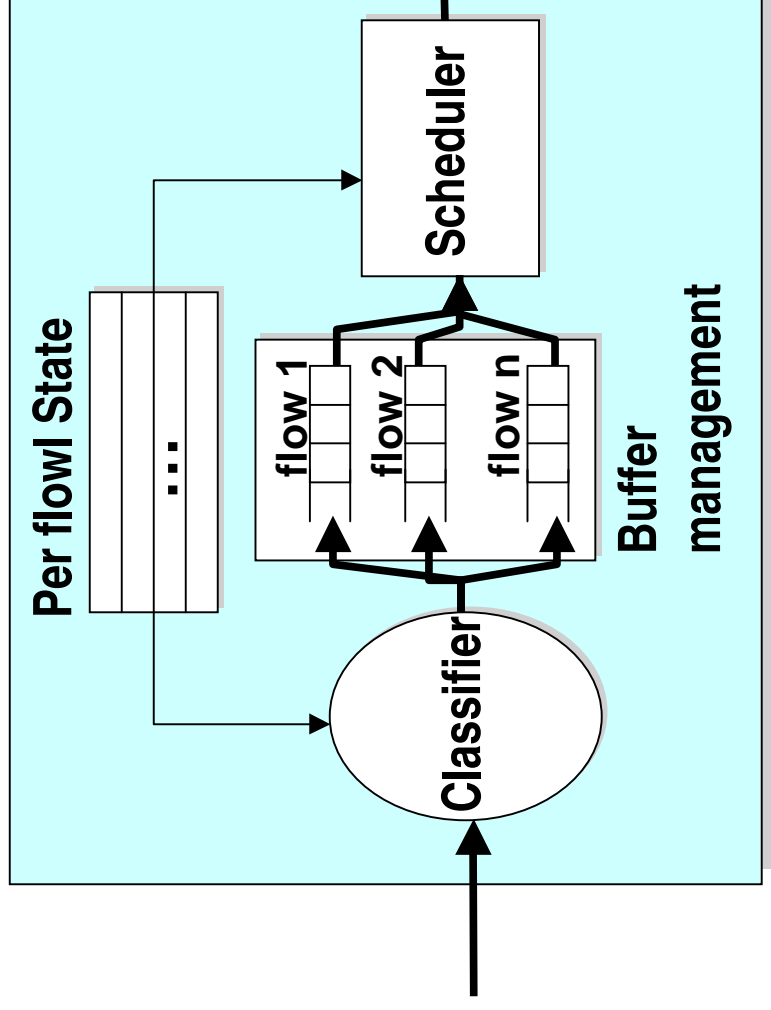 Per flowl State
...
flow 1
flow 2
flow n
Classifier
Scheduler
Buffer
management